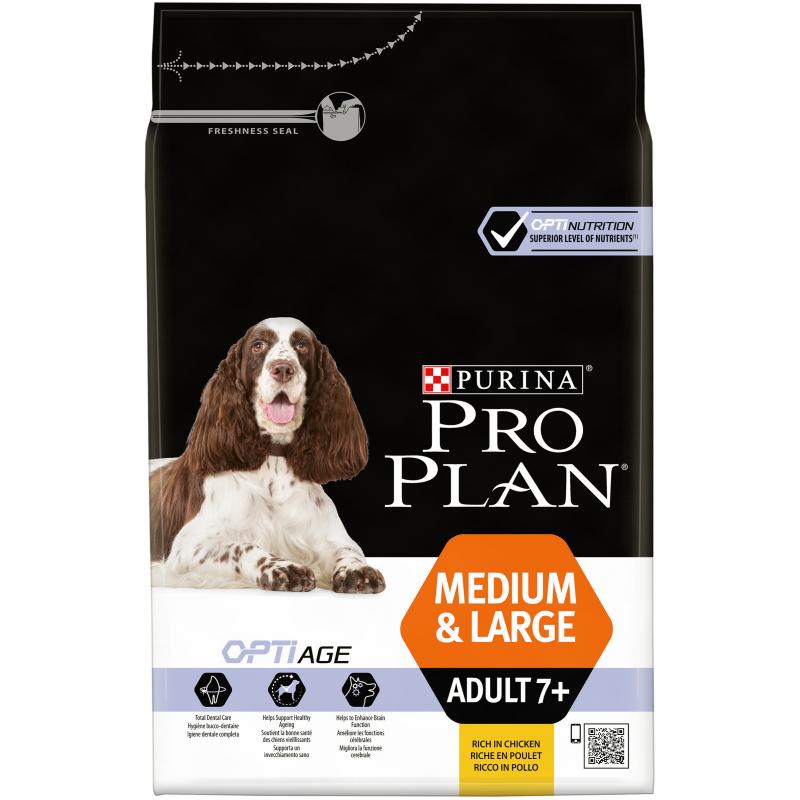 FRESHNESS SEAL
OPTINUTRITION
SUPERIOR LEVEL OF NUTRIENTS(1)
PURINA®
PRO
PLAN®
MEDIUM
& LARGE
ADULT 7+
OPTIAGE
Total Dental Care
Hygiène bucco-dentaire
Igiene dentale completa
Helps Support Healthy
Ageing
Soutient la bonne santé
des chiens vieillissants
Supporta un
invecchiamento sano
Helps to Enhance Brain
Function
Améliore les fonctions
cérébrales
Migliora la funzione
cerebrale
RICH IN CHICKEN
RICHE EN POULET
RICCO IN POLLO